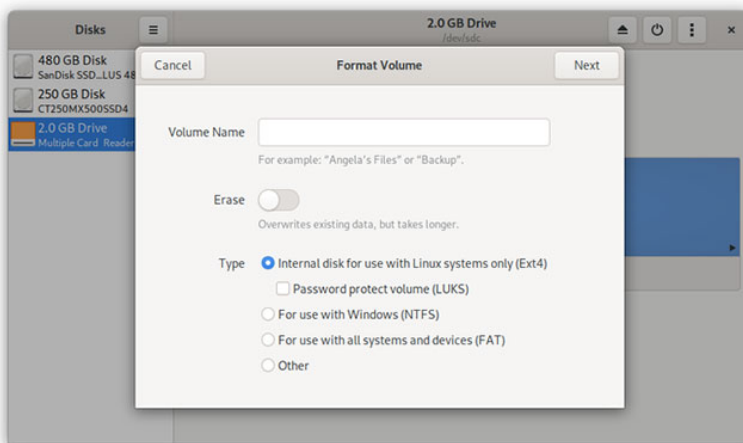 Disks
2.0 GB Drive
/dev/sdc
480 GB Disk
SanDisk SSD...LUS 48
250 GB Disk
CT250MX500SSD4
2.0 GB Drive
Multiple Card Reader
Cancel
Format Volume
Next
Volume Name
For example: "Angela's Files" or "Backup".
Erase
Overwrites existing data, but takes longer.
Type
Internal disk for use with Linux systems only (Ext4)
Password protect volume (LUKS)
For use with Windows (NTFS)
For use with all systems and devices (FAT)
Other